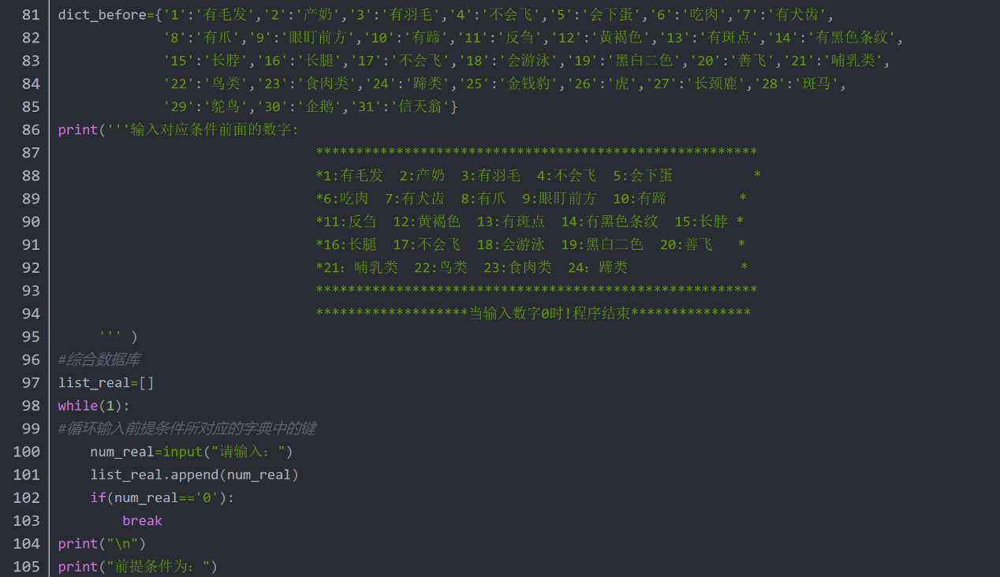 81 dict_before={'1':'有毛发','2':'产奶','3':'有羽毛','4':'不会飞','5':'会下蛋','6':'吃肉','7':'有犬齿',
82 '8':'有爪','9':'眼盯前方','10':'有蹄','11':'反刍','12':'黄褐色','13':'有斑点','14':'有黑色条纹',
83 '15':'长脖','16':'长腿','17':'不会飞','18':'会游泳','19':'黑白二色','20':'善飞','21':'哺乳类',
84 '22':'鸟类','23':'食肉类','24':'蹄类','25':'金钱豹','26':'虎','27':'长颈鹿','28':'斑马',
85 '29':'鸵鸟','30':'企鹅','31':'信天翁'}
86 print('''输入对应条件前面的数字:
87 *******************************************************
88 *1:有毛发  2:产奶  3:有羽毛  4:不会飞  5:会下蛋          *
89 *6:吃肉  7:有犬齿  8:有爪  9:眼盯前方  10:有蹄         *
90 *11:反刍  12:黄褐色  13:有斑点  14:有黑色条纹  15:长脖 *
91 *16:长腿  17:不会飞  18:会游泳  19:黑白二色  20:善飞   *
92 *21: 哺乳类  22:鸟类  23:食肉类  24: 蹄类              *
93 *******************************************************
94 *******************当输入数字0时!程序结束***************
95 ''' )
96 #综合数据库
97 list_real=[]
98 while(1):
99 #循环输入前提条件所对应的字典中的键
100 num_real=input("请输入: ")
101 list_real.append(num_real)
102 if(num_real=='0'):
103 break
104 print("\n")
105 print("前提条件为: ")